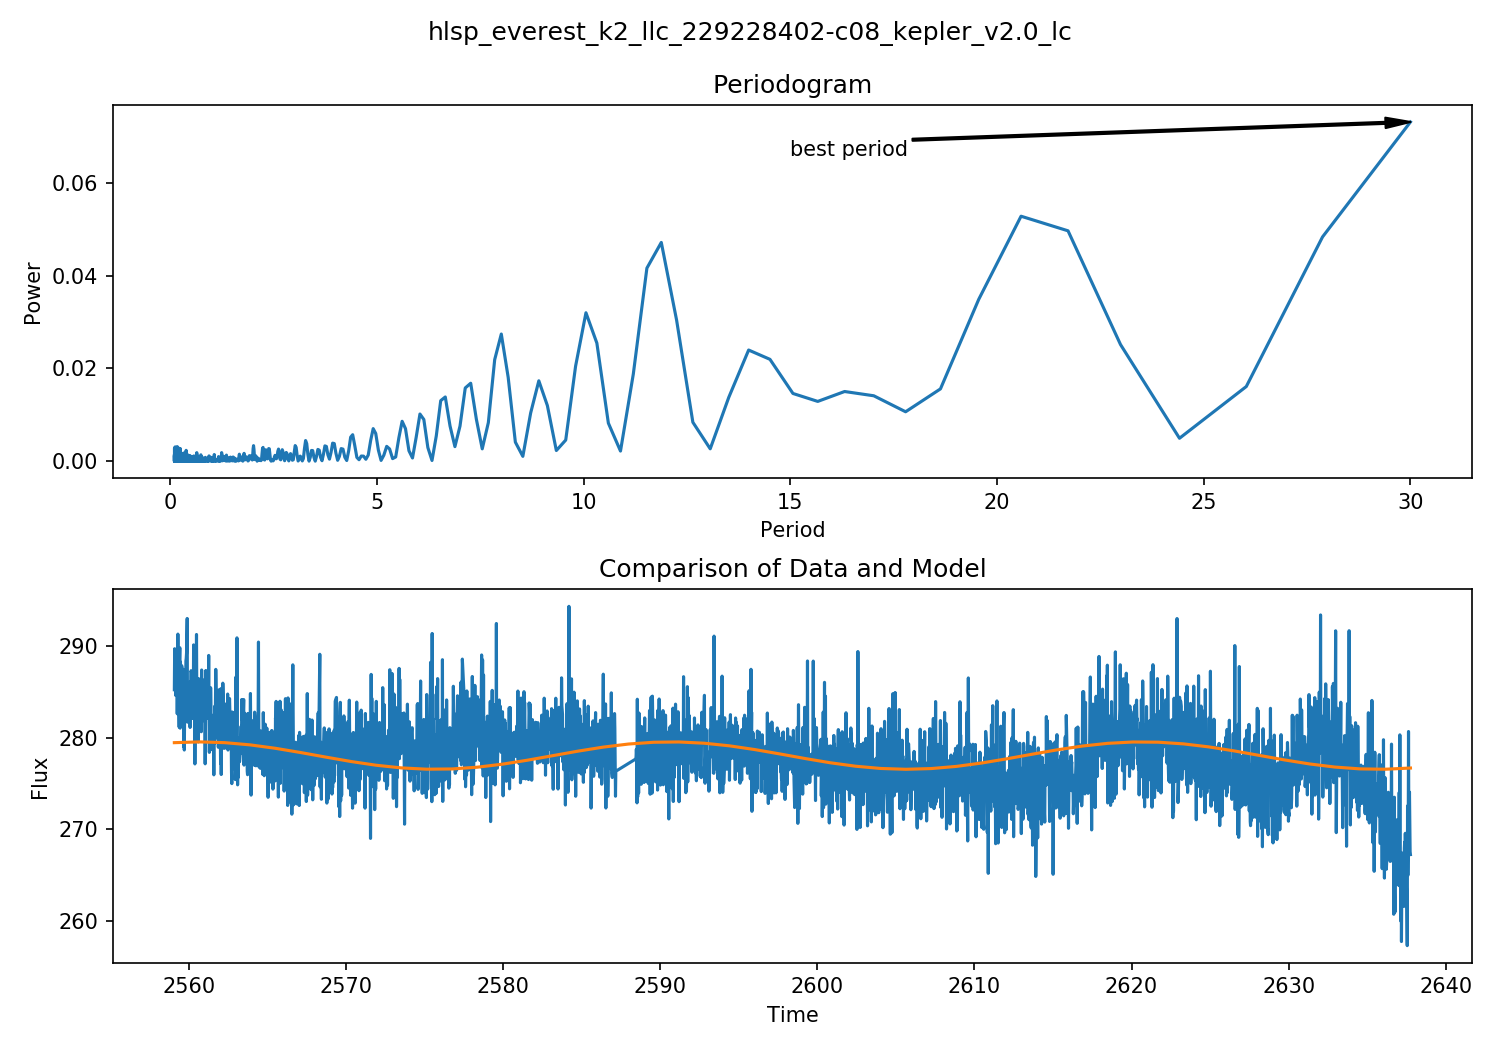 hlsp_everest_k2_llc_229228402-c08_kepler_v2.0_lc
Periodogram
best period
0.06
0.04
0.02
0.00
Power
0 5 10 15 20 25 30
Period
Comparison of Data and Model
290
280
270
260
Flux
2560 2570 2580 2590 2600 2610 2620 2630 2640
Time